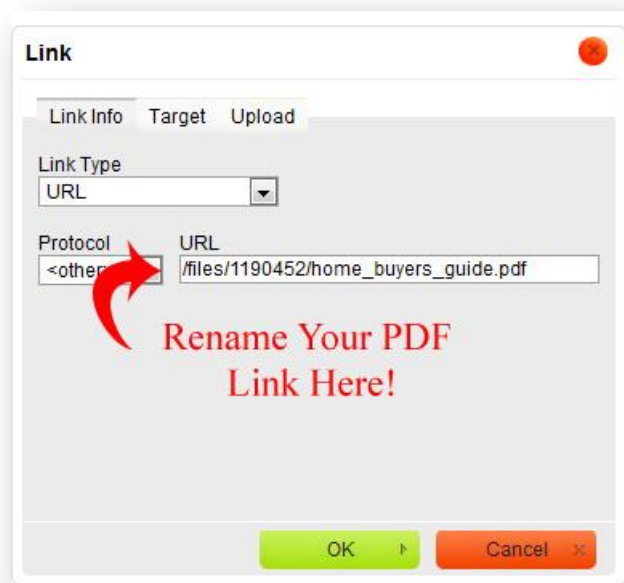 Link
Link Info Target Upload
Link Type
URL
Protocol URL
<other /files/1190452/home_buyers_guide.pdf
Rename Your PDF
Link Here!
OK Cancel